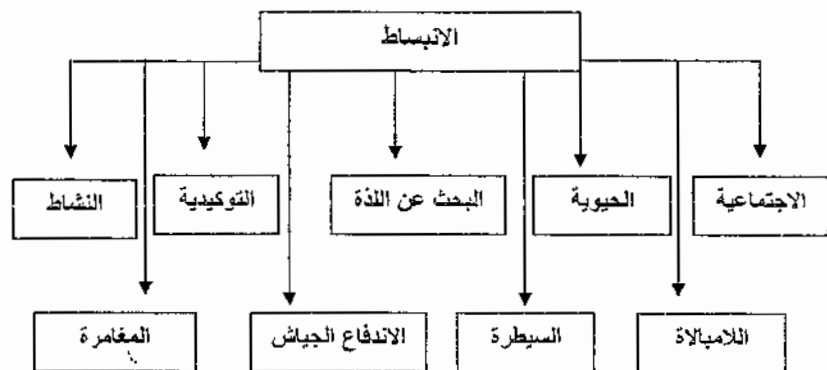 الانبساط
الاجتماعية
الحيوية
البحث عن اللذة
التوكيدية
النشاط
اللامبالاة
السيطرة
الاندفاع الجياش
المغامرة